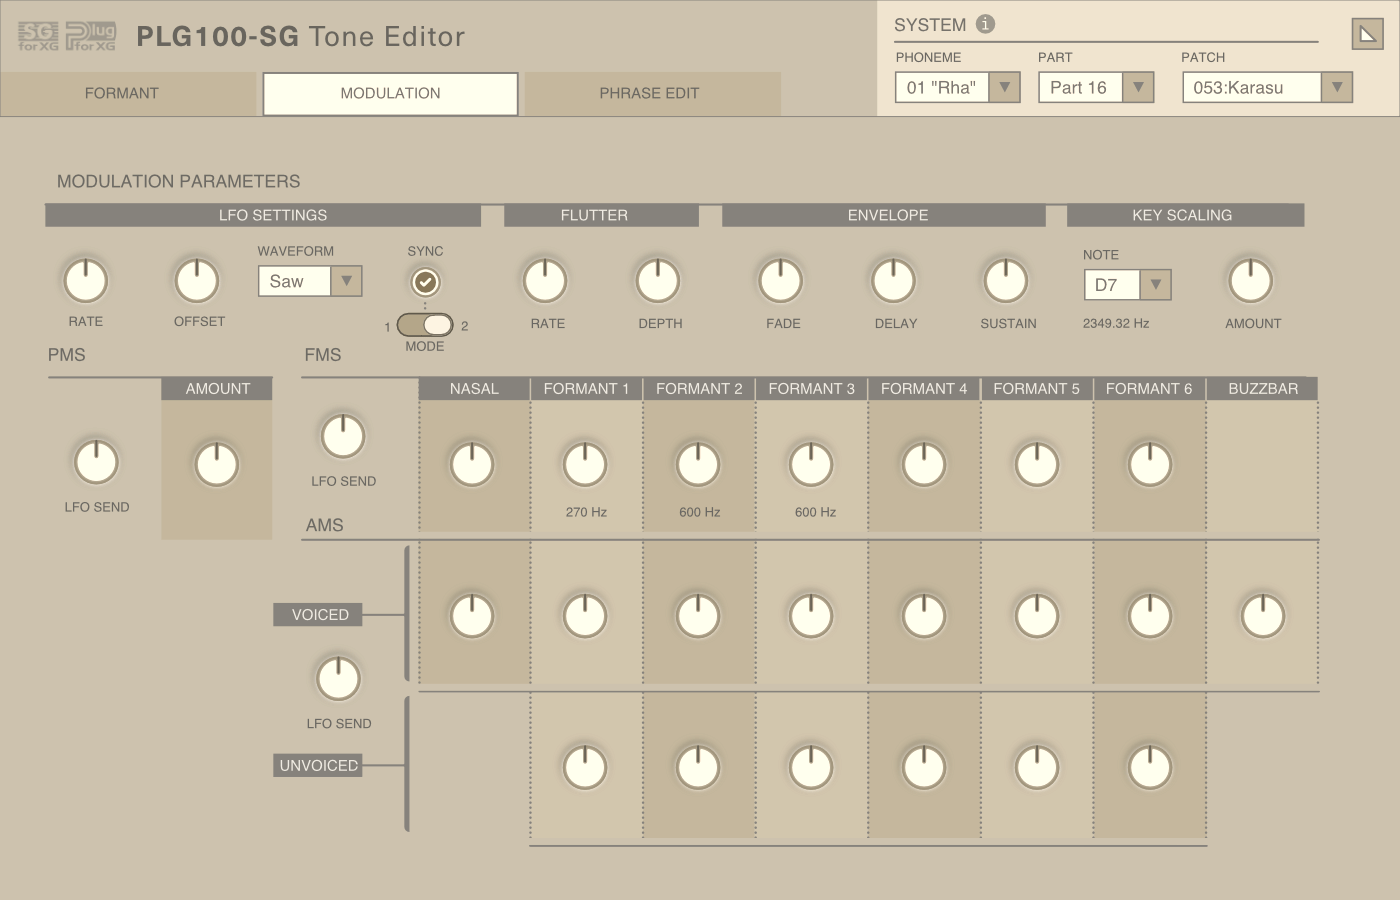 SG for XG Plug for XG
PLG100-SG Tone Editor
SYSTEM i
PHONEME PART PATCH
01 "Rha" Part 16 053:Karasu
FORMANT MODULATION PHRASE EDIT
MODULATION PARAMETERS
LFO SETTINGS FLUTTER ENVELOPE KEY SCALING
WAVEFORM SYNC NOTE
Saw D7
RATE OFFSET RATE DEPTH FADE DELAY SUSTAIN 2349.32 Hz AMOUNT
1 2
MODE
PMS FMS
AMOUNT NASAL FORMANT 1 FORMANT 2 FORMANT 3 FORMANT 4 FORMANT 5 FORMANT 6 BUZZBAR
LFO SEND LFO SEND
270 Hz 600 Hz 600 Hz
AMS
VOICED
LFO SEND
UNVOICED